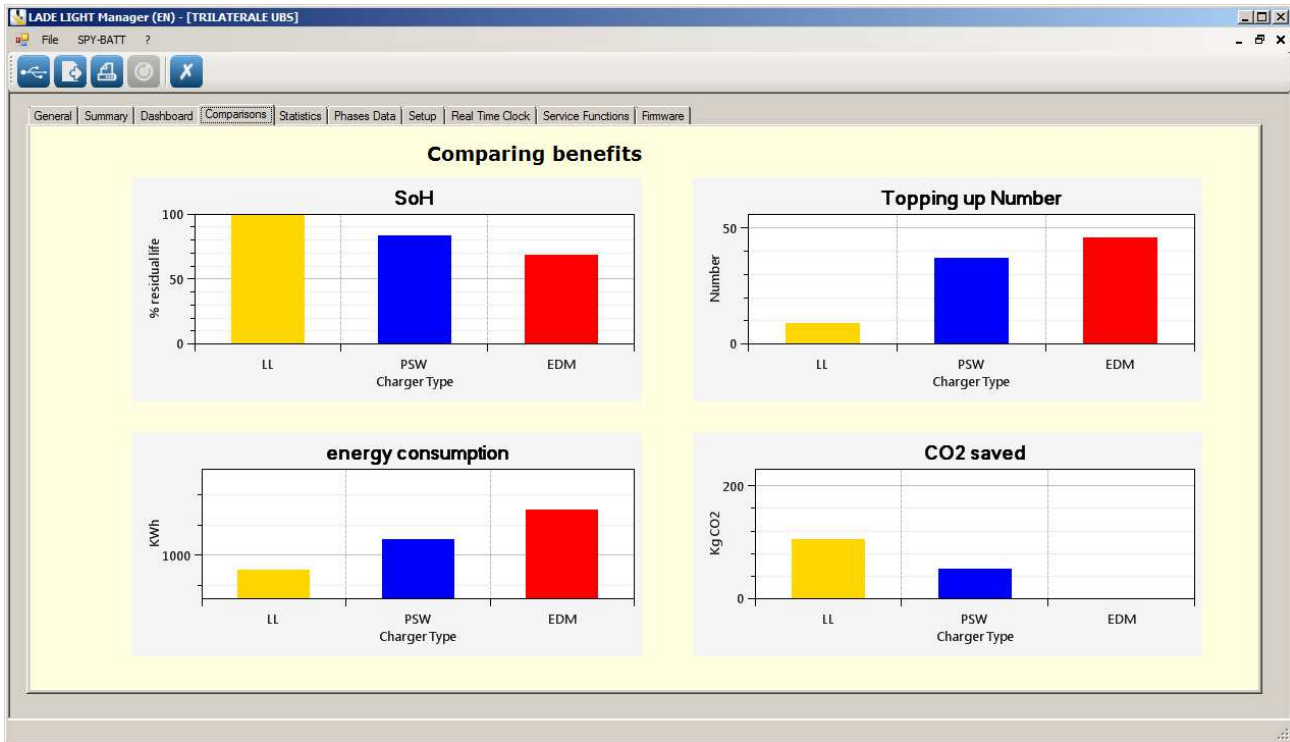 LADE LIGHT Manager (EN) - [TRILATERALE UBS]
File SPY-BATT ?
General Summary Dashboard Comparisons Statistics Phases Data Setup Real Time Clock Service Functions Firmware
Comparing benefits
SoH
% residual life
100
50
0
LL PSW EDM
Charger Type
Topping up Number
Number
50
0
LL PSW EDM
Charger Type
energy consumption
KWh
1000
LL PSW EDM
Charger Type
CO2 saved
Kg CO2
200
0
LL PSW EDM
Charger Type